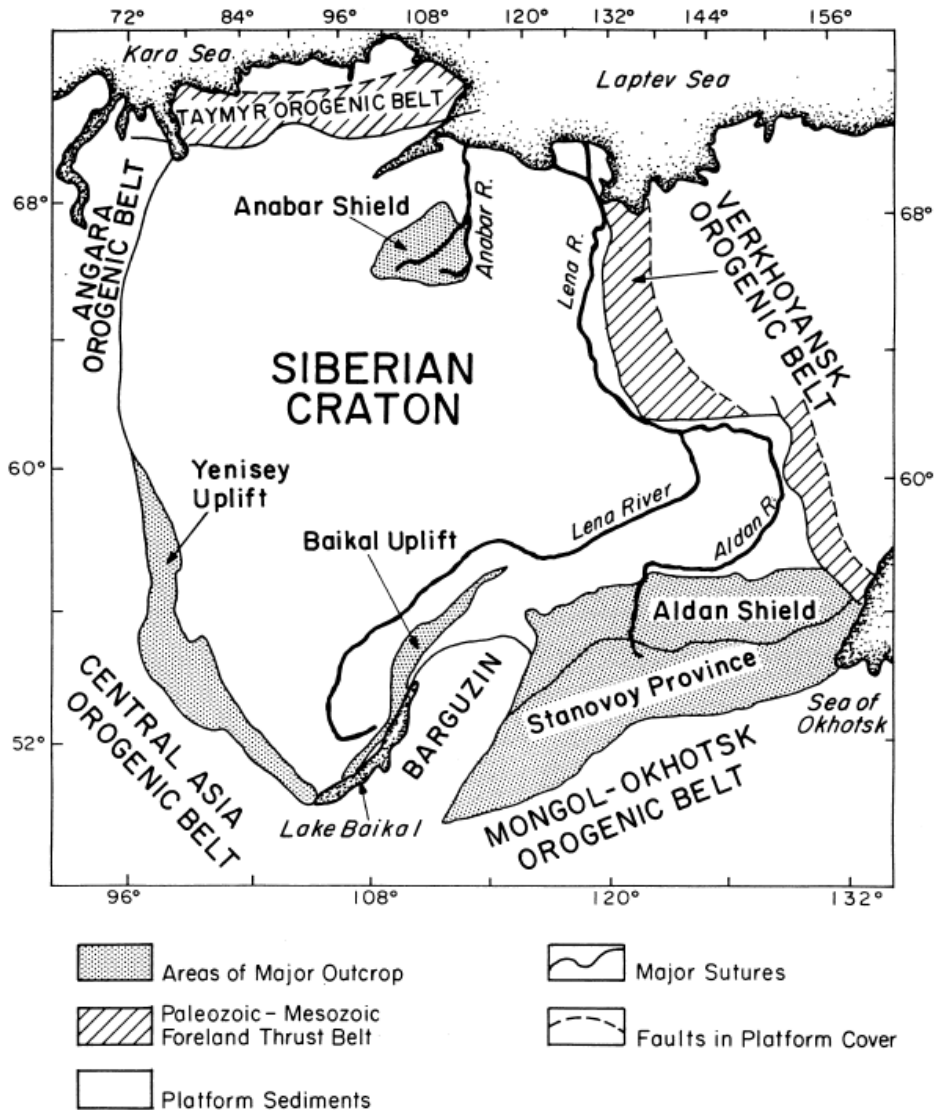 72° 84° 96° 108° 120° 132° 144° 156°
Kara Sea
Laptev Sea
TAYMYR OROGENIC BELT
68°
68°
ANGARA
OROGENIC BELT
Anabar Shield
Anabar R.
Lena R.
VERKHOYANSK
OROGENIC BELT
SIBERIAN
CRATON
60°
60°
Yenisey
Uplift
Baikal Uplift
Lena River
Aldan R.
Aldan Shield
Stanovoy Province
Sea of
Okhotsk
52°
52°
BARGUZIN
CENTRAL ASIA
OROGENIC BELT
MONGOL-OKHOTSK
OROGENIC BELT
Lake Baikal
96° 108° 120° 132°
Areas of Major Outcrop
Major Sutures
Paleozoic-Mesozoic
Foreland Thrust Belt
Faults in Platform Cover
Platform Sediments